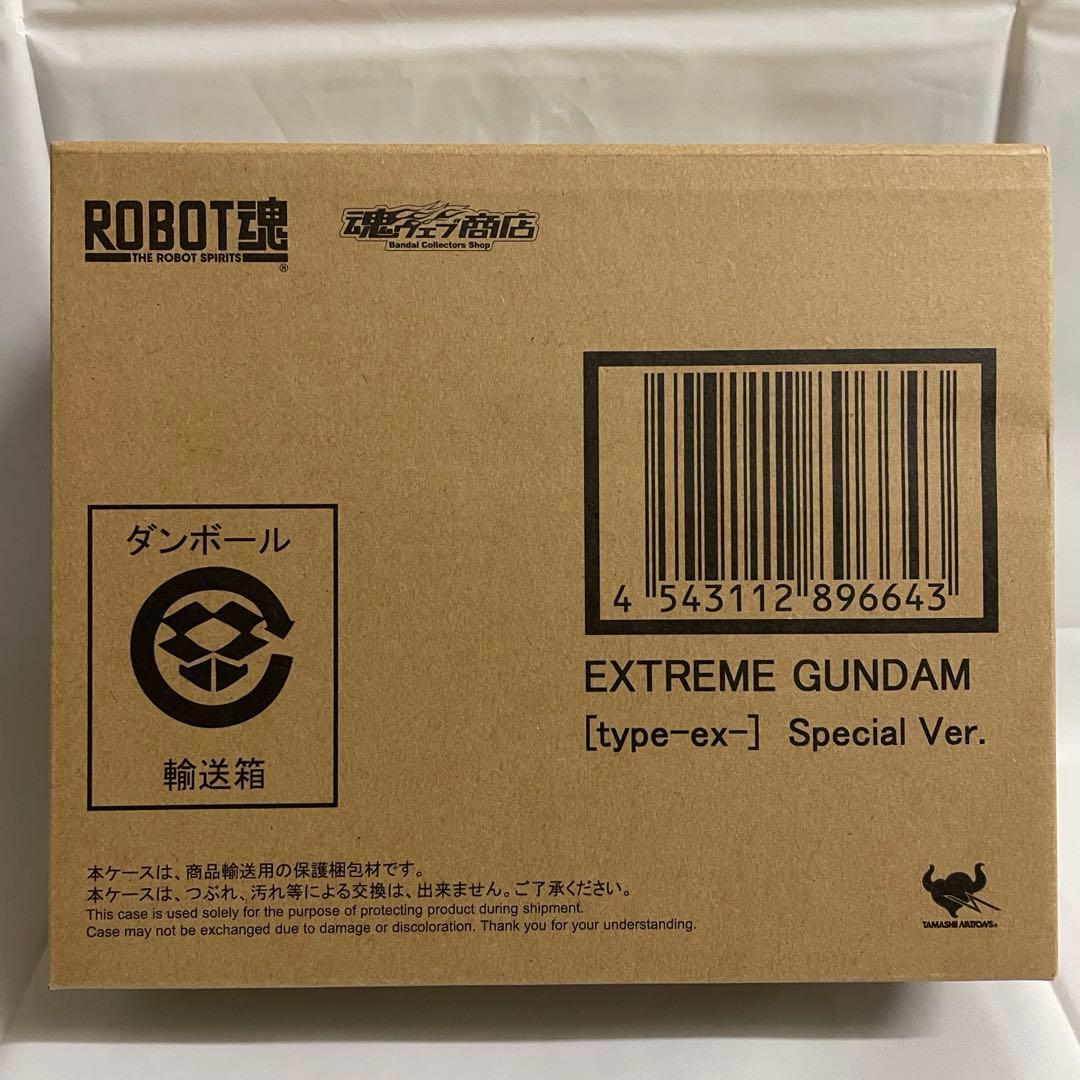 ROBOT魂
THE ROBOT SPIRITS
®
魂ウェブ商店
Bandai Collectors Shop
4 543112 896643
EXTREME GUNDAM
[type-ex-] Special Ver.
ダンボール
輸送箱
本ケースは、商品輸送用の保護梱包材です。
本ケースは、つぶれ、汚れ等による交換は、出来ません。ご了承ください。
This case is used solely for the purpose of protecting product during shipment.
Case may not be exchanged due to damage or discoloration. Thank you for your understanding.
TAMASHII NATIONS®